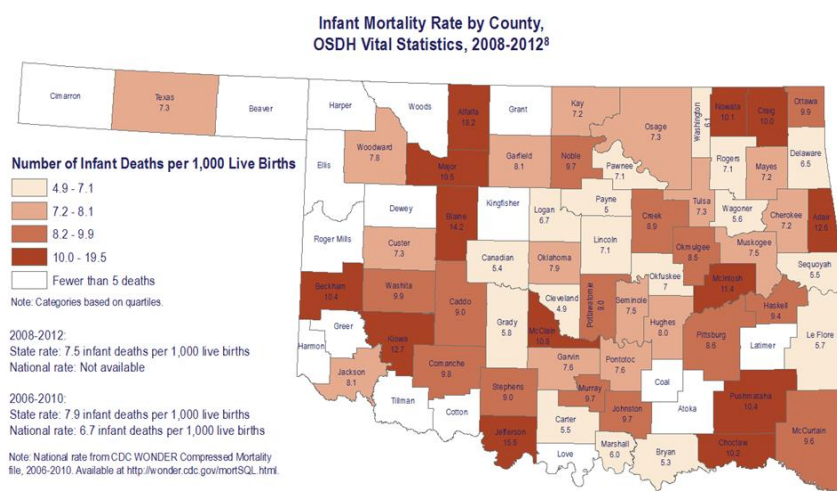 Infant Mortality Rate by County,
OSDH Vital Statistics, 2008-2012⁸
Cimarron
Texas
7.3
Beaver
Harper
Woods
Alfalfa
18.2
Grant
Kay
7.2
Osage
7.3
Washington
6.1
Nowata
10.1
Craig
10.0
Ottawa
9.9
Ellis
Woodward
7.8
Major
19.5
Garfield
8.1
Noble
9.7
Pawnee
7.1
Rogers
7.1
Mayes
7.2
Delaware
6.5
Number of Infant Deaths per 1,000 Live Births
4.9 - 7.1
7.2 - 8.1
8.2 - 9.9
10.0 - 19.5
Fewer than 5 deaths
Note: Categories based on quartiles.
Dewey
Blaine
14.2
Kingfisher
Logan
6.7
Payne
5
Creek
8.9
Tulsa
7.3
Wagoner
5.6
Cherokee
7.2
Adair
12.6
Roger Mills
Custer
7.3
Canadian
5.4
Oklahoma
7.9
Lincoln
7.1
Okmulgee
8.5
Muskogee
7.5
Sequoyah
5.5
Okfuskee
7
McIntosh
11.4
Beckham
10.4
Washita
9.9
Caddo
9.0
Grady
5.8
Cleveland
4.9
McClain
Pottawatomie
9.0
Seminole
7.5
Hughes
8.0
Pittsburg
8.6
Haskell
9.4
Le Flore
5.7
Latimer
Greer
Kiowa
12.7
Harmon
Jackson
8.1
Comanche
9.8
Tillman
Cotton
Stephens
9.0
Garvin
7.6
Pontotoc
7.6
Murray
9.7
Johnston
9.7
Coal
Atoka
Pushmataha
10.4
McCurtain
9.6
Jefferson
15.5
Carter
5.5
Love
Marshall
6.0
Bryan
5.3
Choctaw
10.2
2008-2012:
State rate: 7.5 infant deaths per 1,000 live births
National rate: Not available
2006-2010:
State rate: 7.9 infant deaths per 1,000 live births
National rate: 6.7 infant deaths per 1,000 live births
Note: National rate from CDC WONDER Compressed Mortality
file, 2006-2010. Available at http://wonder.cdc.gov/mortSQL.html.